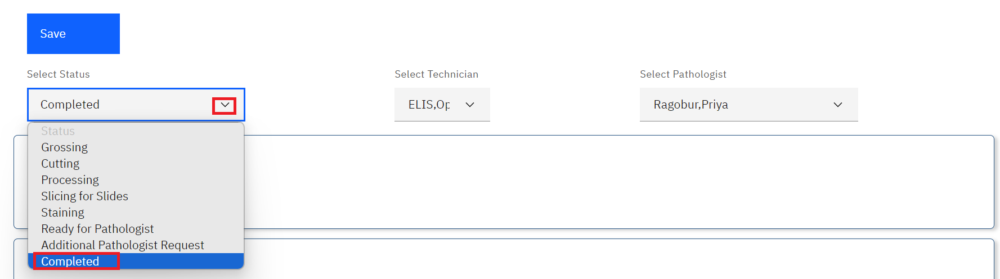 Save
Select Status
Select Technician
Select Pathologist
Completed
ELIS,Op
Ragobur,Priya
Status
Grossing
Cutting
Processing
Slicing for Slides
Staining
Ready for Pathologist
Additional Pathologist Request
Completed